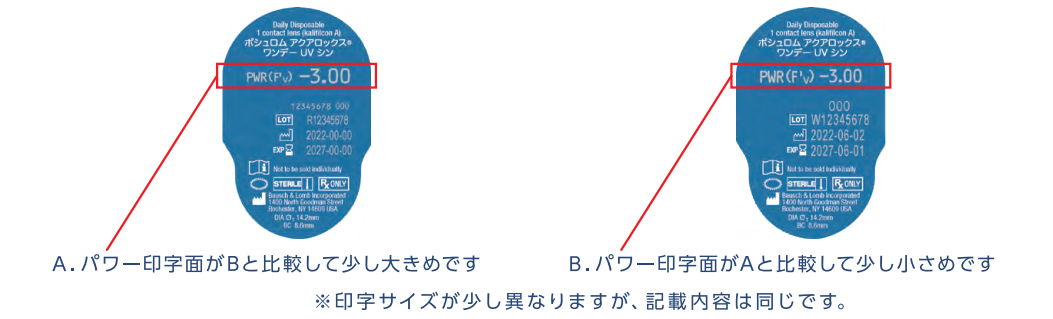 Daily Disposable
1 contact lens (kalifilcon A)
ボシュロム アクアロックス®
ワンデー UV シン
PWR(F'v) −3.00
12345678 000
LOT R12345678
2022-00-00
EXP 2027-00-00
Not to be sold individually
STERILE Rx ONLY
Bausch & Lomb Incorporated
1400 North Goodman Street
Rochester, NY 14609 USA
DIA ∅T 14.2mm
BC 8.6mm
A. パワー印字面がBと比較して少し大きめです
Daily Disposable
1 contact lens (kalifilcon A)
ボシュロム アクアロックス®
ワンデー UV シン
PWR(F'v) −3.00
000
LOT W12345678
2022-06-02
EXP 2027-06-01
Not to be sold individually
STERILE Rx ONLY
Bausch & Lomb Incorporated
1400 North Goodman Street
Rochester, NY 14609 USA
DIA ∅T 14.2mm
BC 8.6mm
B. パワー印字面がAと比較して少し小さめです
※印字サイズが少し異なりますが、記載内容は同じです。